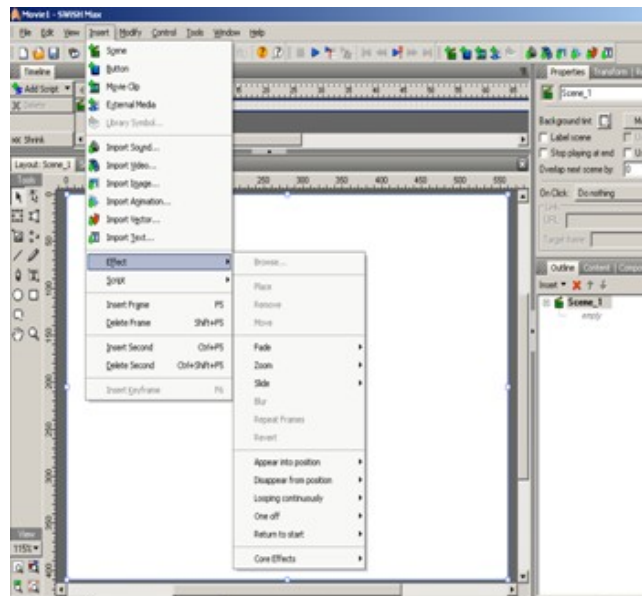 Movie1 - SWiSH Max
File Edit View Insert Modify Control Tools Window Help
Timeline
Add Script
Delete
Shrink
Scene
Button
Movie Clip
External Media
Library Symbol...
Import Sound...
Import Video...
Import Image...
Import Animation...
Import Vector...
Import Text...
Effect
Script
Insert Frame F5
Delete Frame Shift+F5
Insert Second Ctrl+F5
Delete Second Ctrl+Shift+F5
Insert Keyframe F6
Browse...
Place
Remove
Move
Fade
Zoom
Slide
Blur
Repeat Frames
Revert
Appear into position
Disappear from position
Looping continuously
One off
Return to start
Core Effects
Layout: Scene_1
Tools
0 250 300 350 400 450 500 550
View
115%
Properties Transform
Scene_1
Background tint
Label scene
Stop playing at end
Overlap next scene by: 0
On Click: Do nothing
Link
URL:
Target frame:
Outline Content
Insert
Scene_1
empty